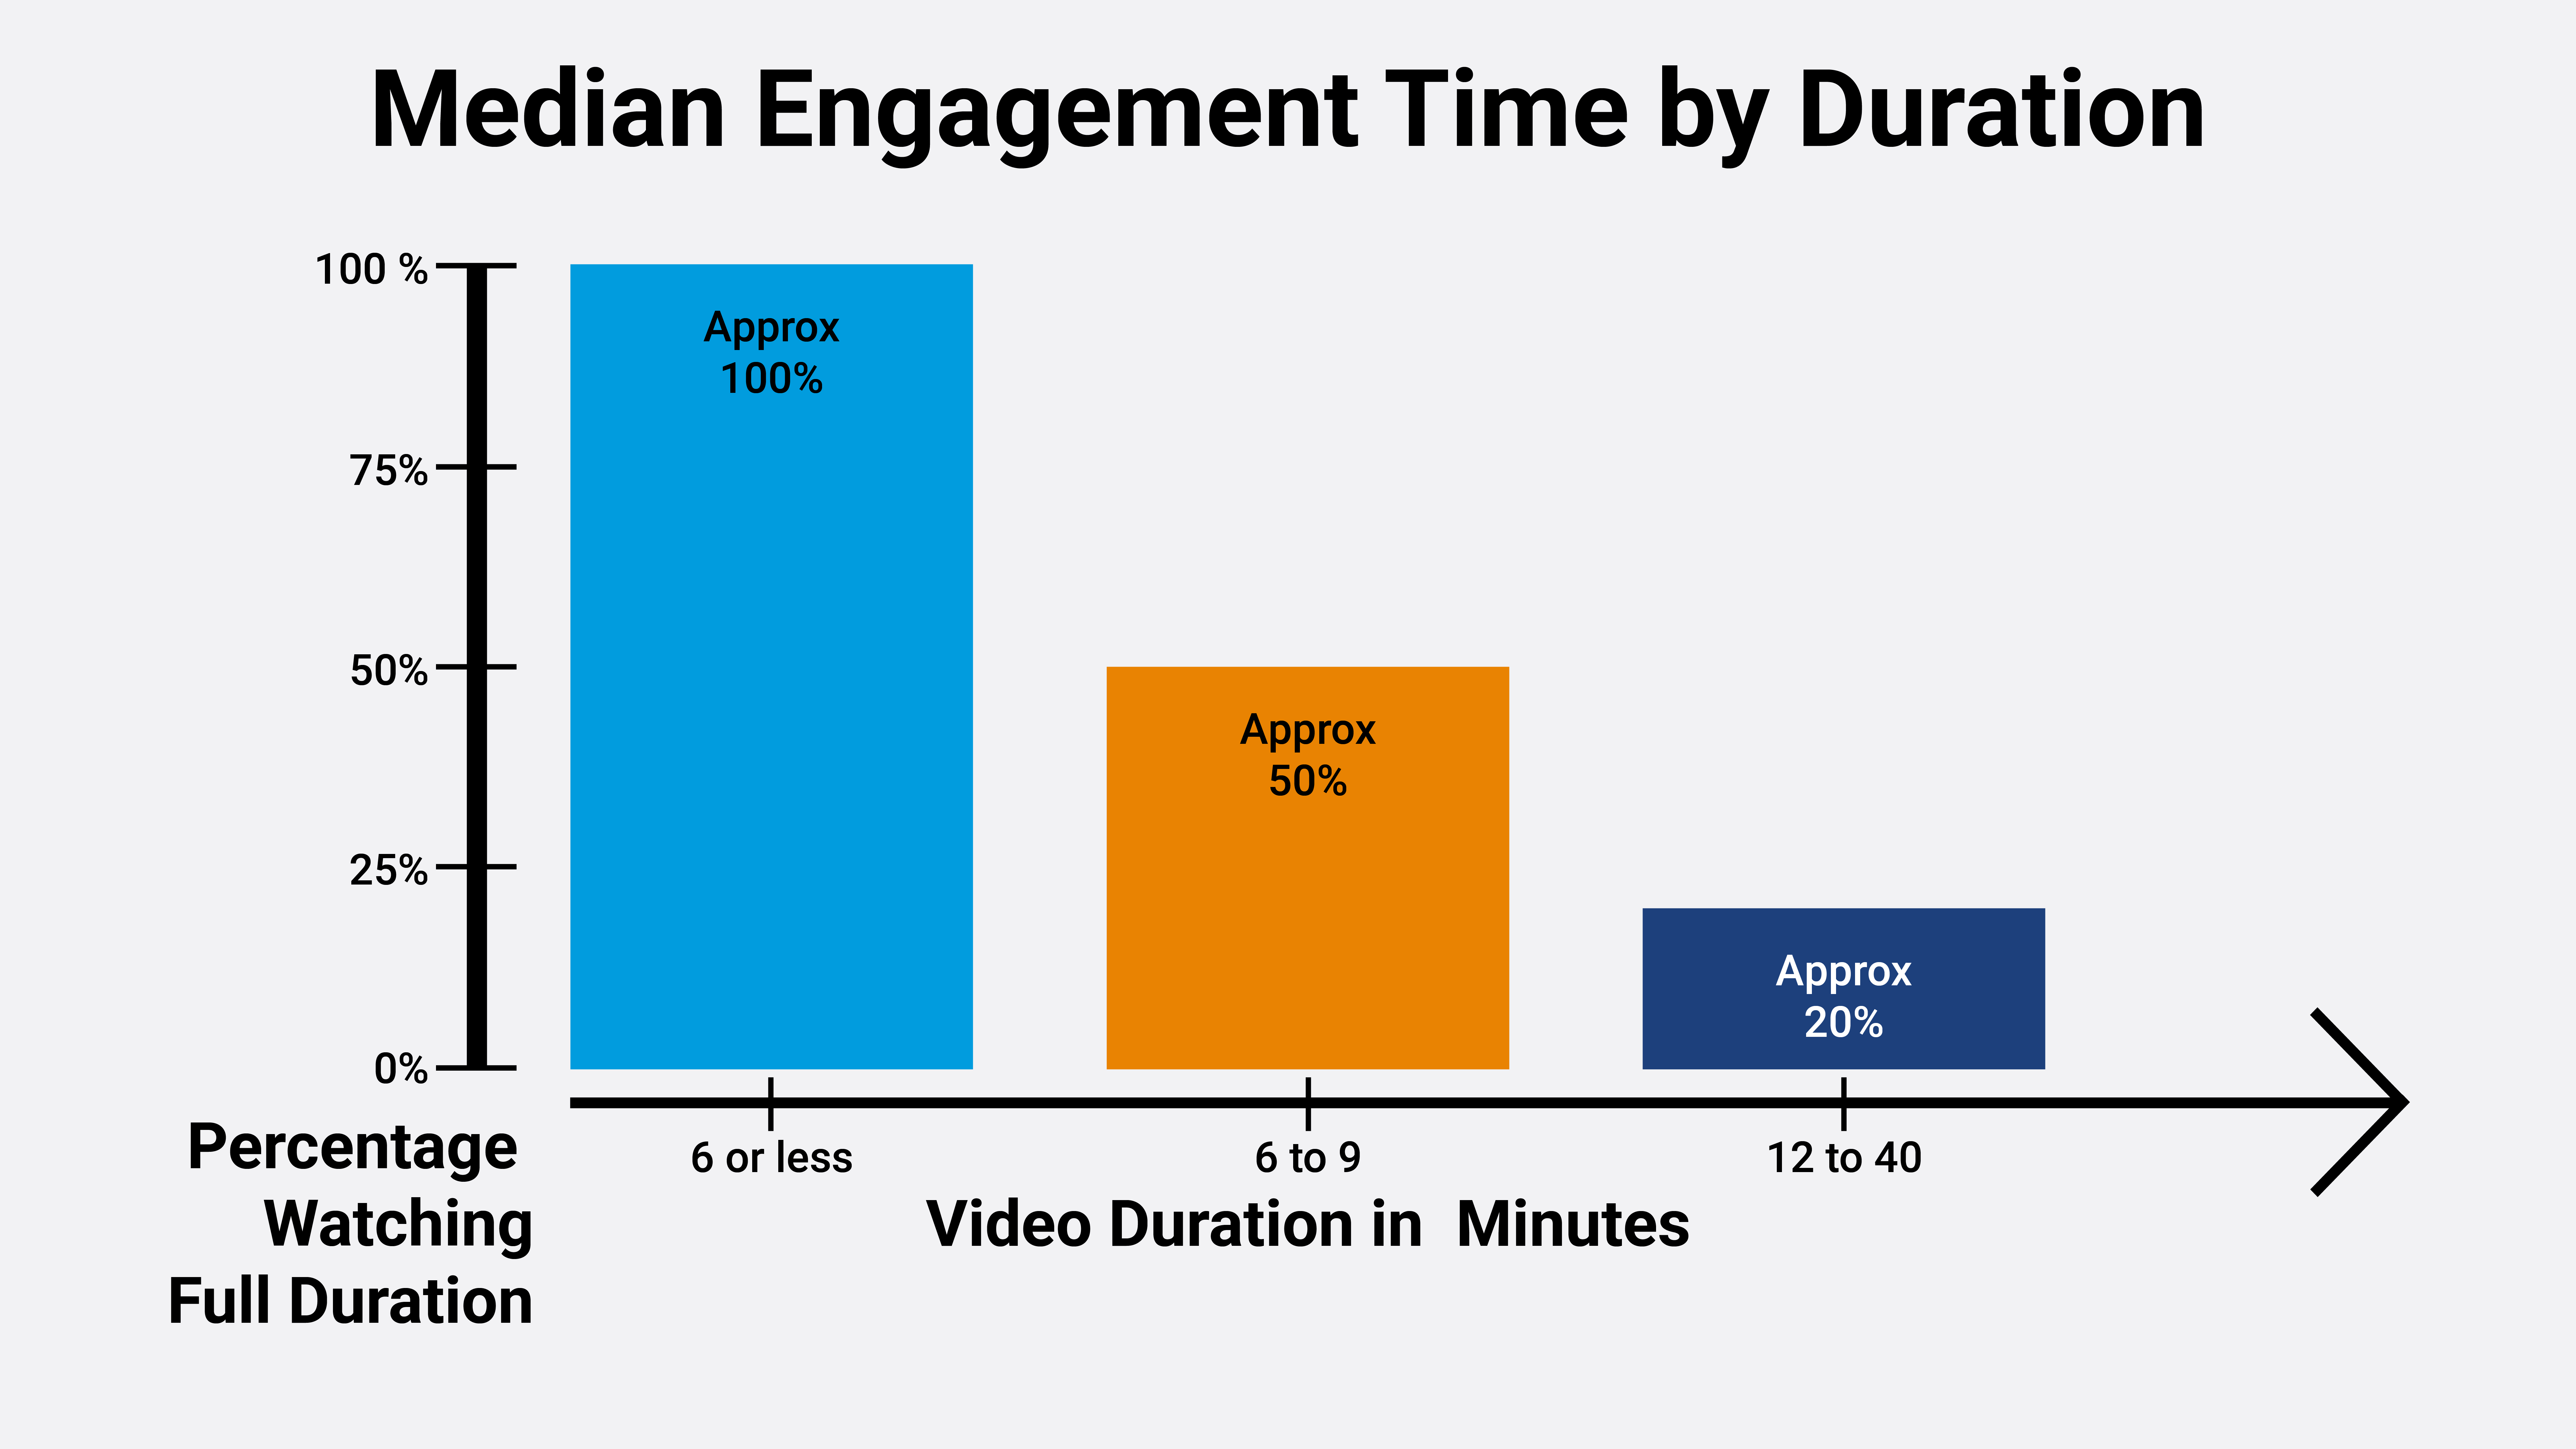 Median Engagement Time by Duration
100 %
75%
50%
25%
0%
Approx
100%
Approx
50%
Approx
20%
6 or less
6 to 9
12 to 40
Video Duration in  Minutes
Percentage
Watching
Full Duration